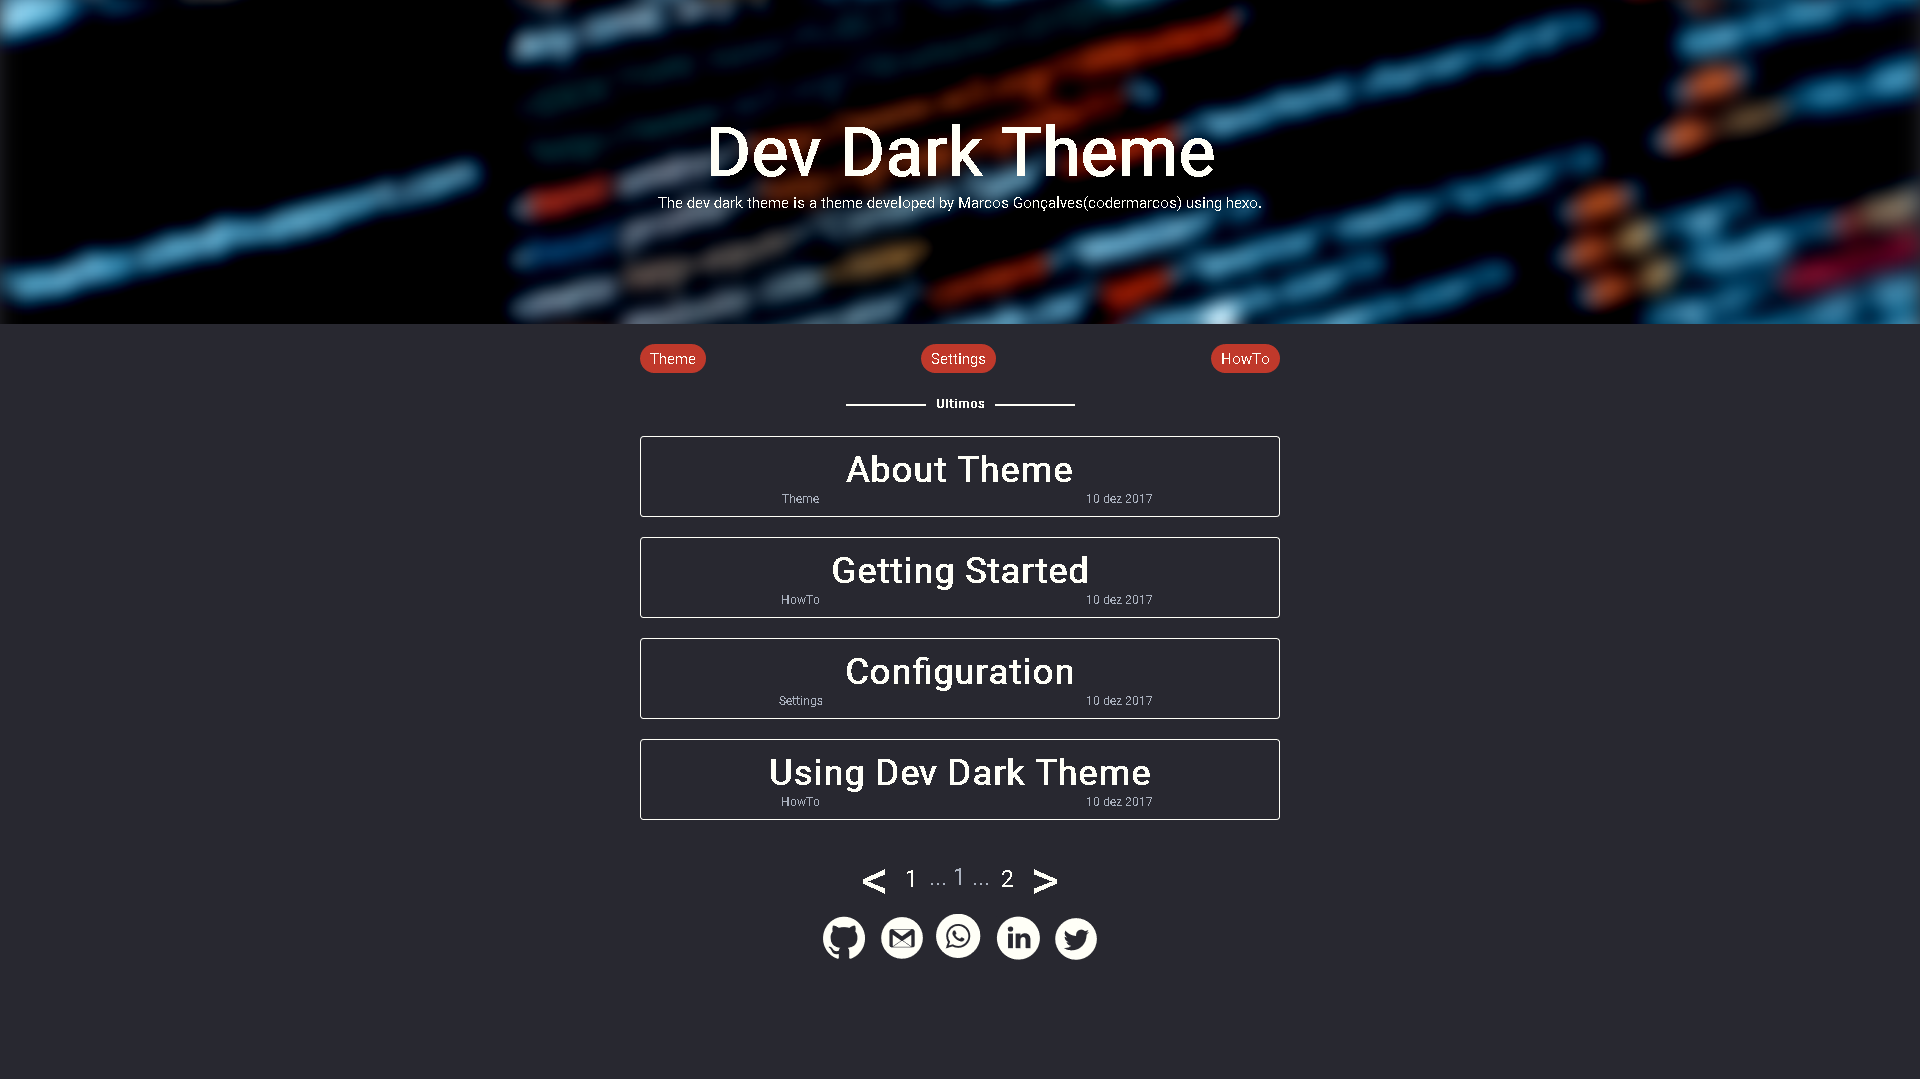 Dev Dark Theme
The dev dark theme is a theme developed by Marcos Gonçalves(codermarcos) using hexo.
Theme Settings HowTo
Ultimos
About Theme
Theme 10 dez 2017
Getting Started
HowTo 10 dez 2017
Configuration
Settings 10 dez 2017
Using Dev Dark Theme
HowTo 10 dez 2017
< 1 ... 1 ... 2 >
in